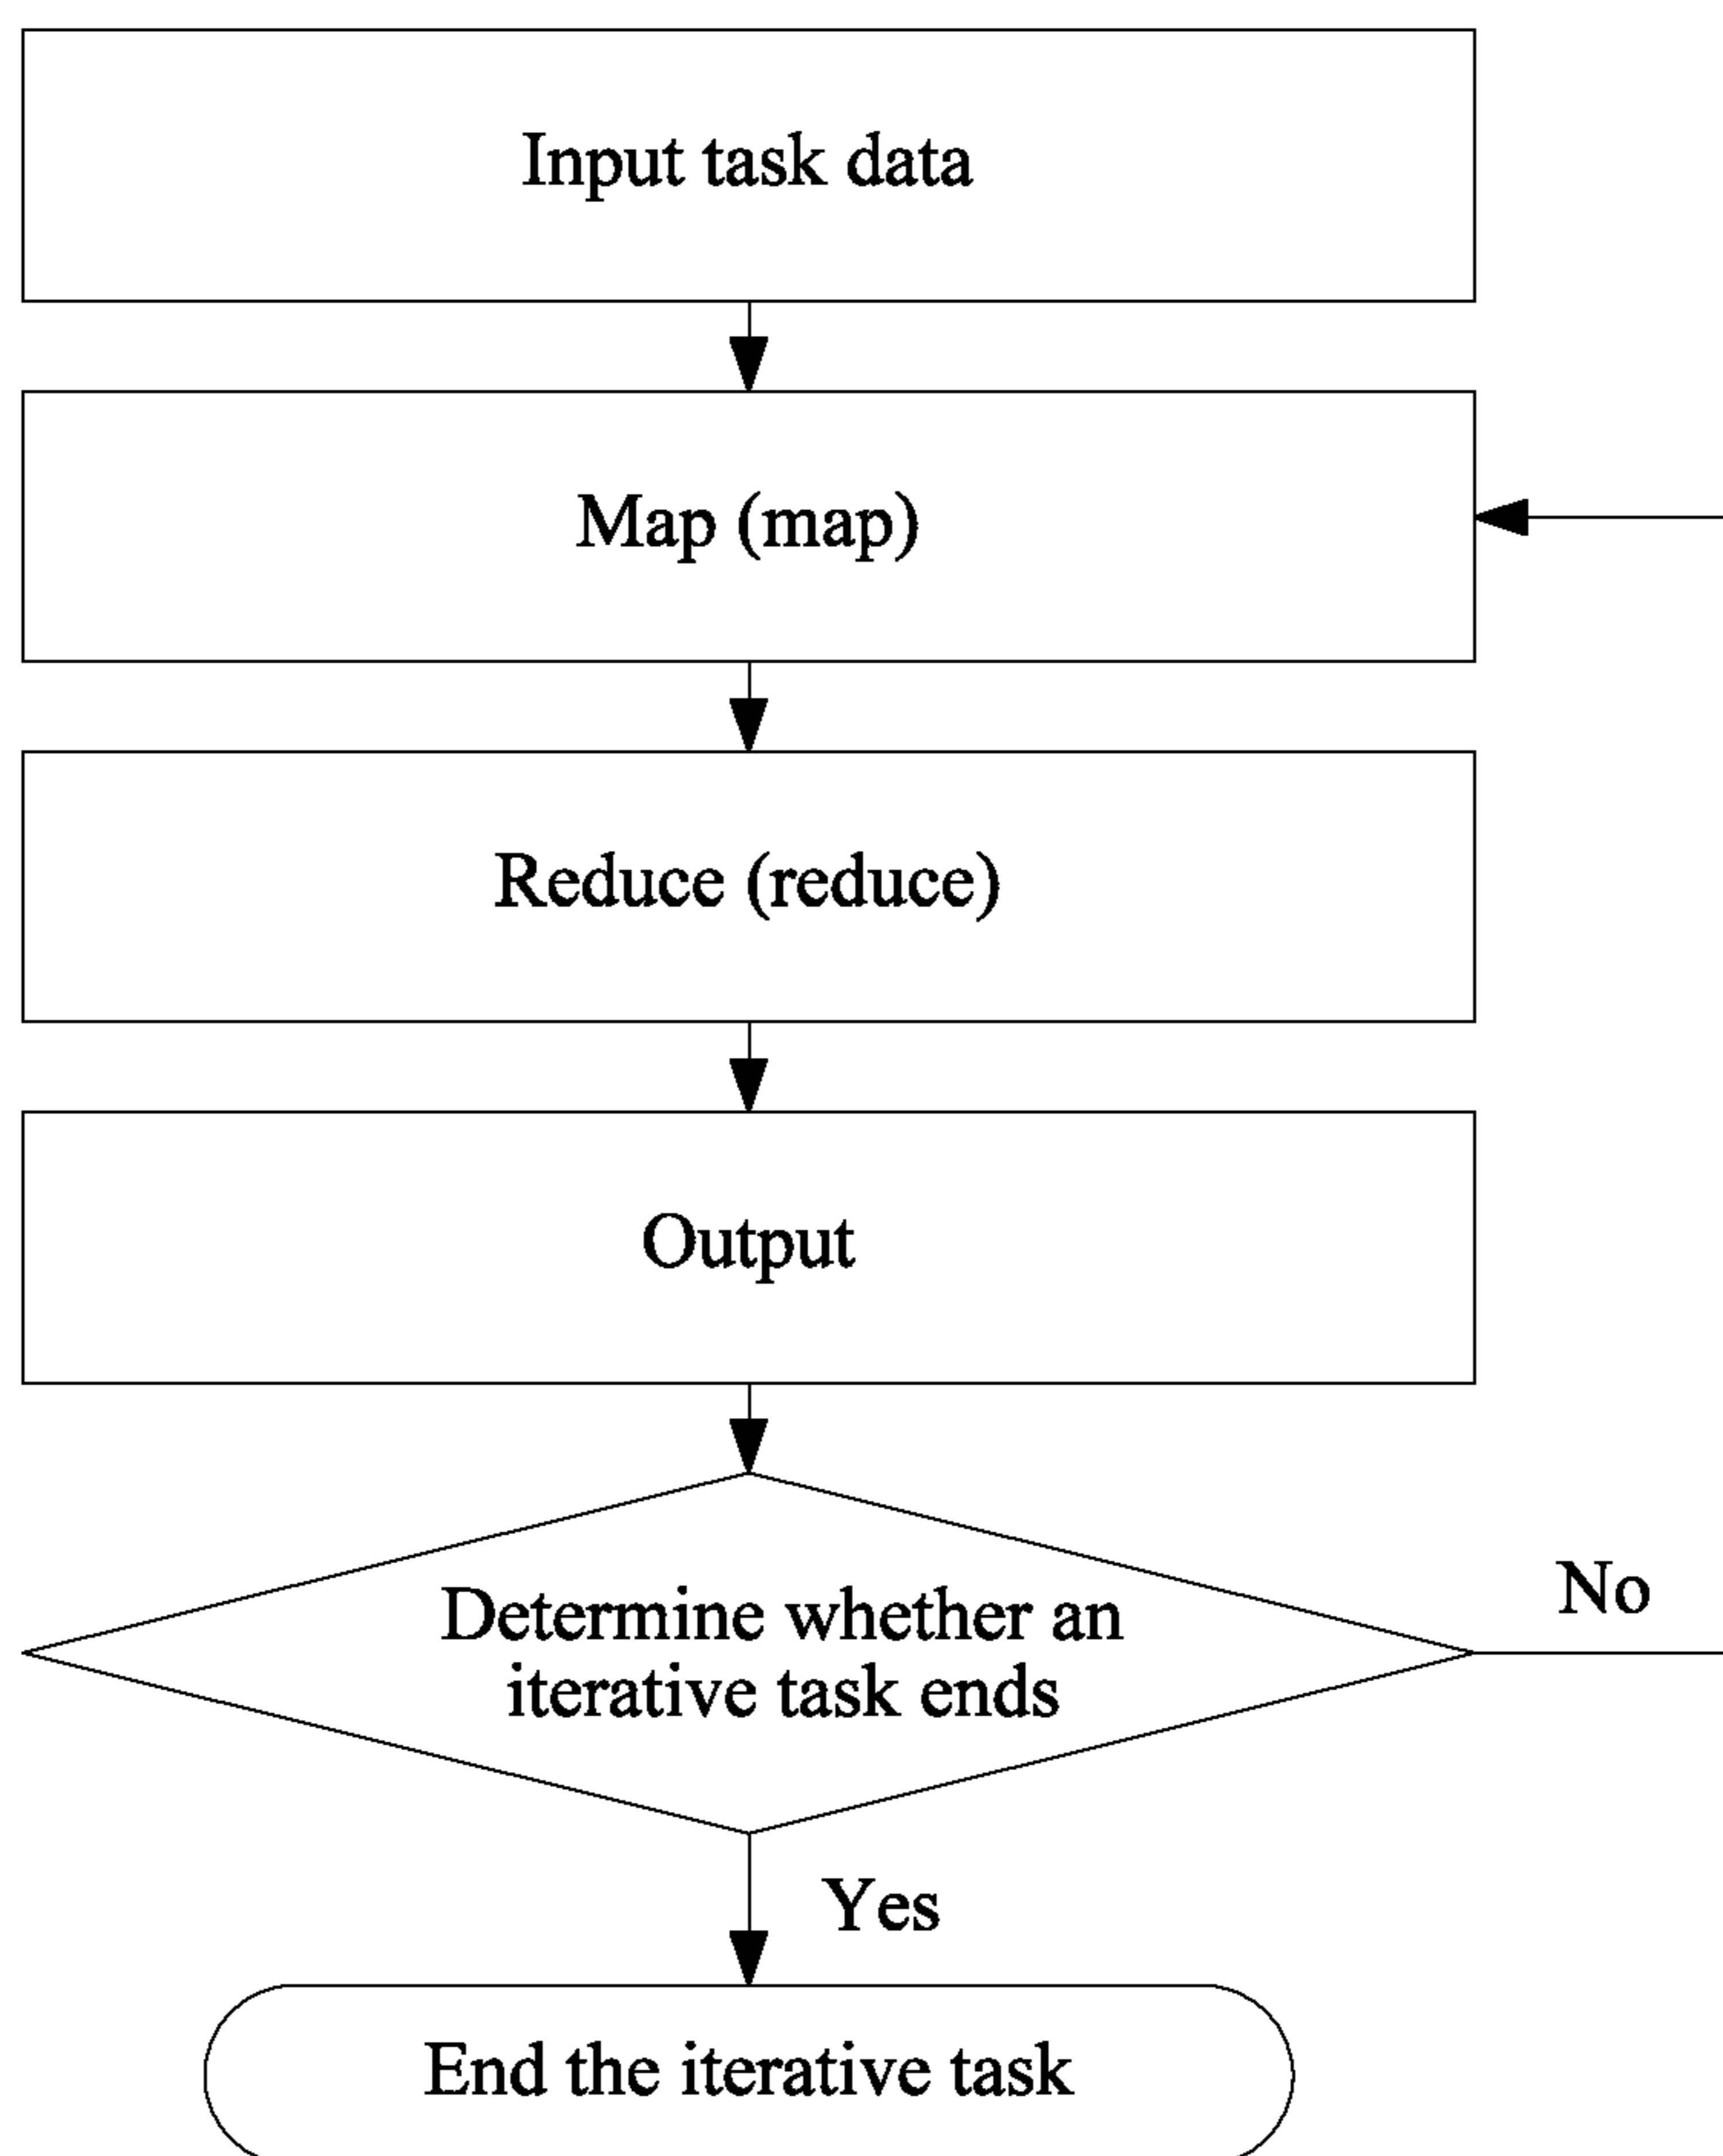 Input task data
Map (map)
Reduce (reduce)
Output
Determine whether an
iterative task ends
No
Yes
End the iterative task